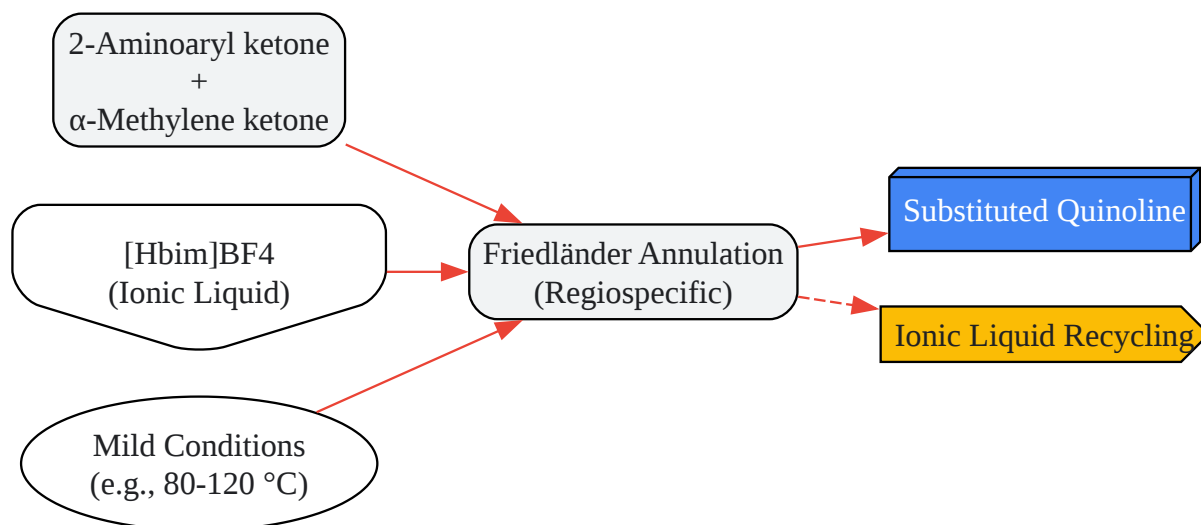 2-Aminoaryl ketone
+
α-Methylene ketone
[Hbim]BF4
(Ionic Liquid)
Mild Conditions
(e.g., 80-120 °C)
Friedländer Annulation
(Regiospecific)
Substituted Quinoline
Ionic Liquid Recycling